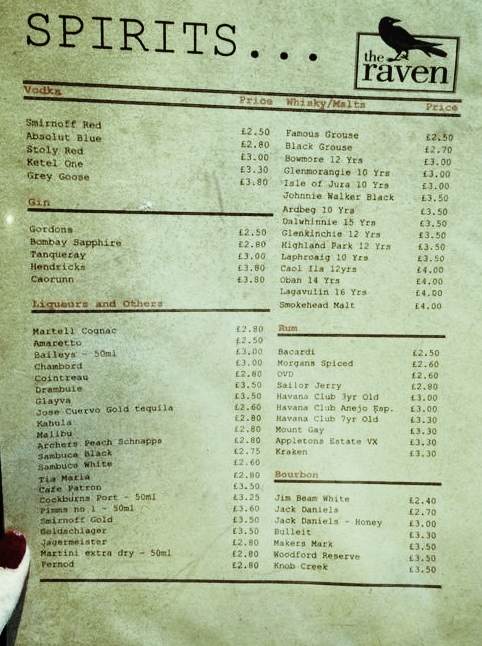 SPIRITS...
the
raven
Vodka Price
Smirnoff Red £2.50
Absolut Blue £2.80
Stoly Red £3.00
Ketel One £3.30
Grey Goose £3.80
Gin
Gordons £2.50
Bombay Sapphire £2.80
Tanqueray £3.00
Hendricks £3.80
Caorunn £3.80
Liqueurs and Others
Martell Cognac £2.80
Amaretto £2.50
Baileys - 50ml £3.00
Chambord £3.00
Cointreau £2.80
Drambuie £3.50
Glayva £3.50
Jose Cuervo Gold tequila £2.60
Kahula £2.80
Malibu £2.80
Archers Peach Schnapps £2.80
Sambuca Black £2.75
Sambuca White £2.60
Tia Maria £2.80
Cafe Patron £3.50
Cockburns Port - 50ml £3.25
Pimms no 1 - 50ml £3.60
Smirnoff Gold £3.50
Goldschlager £3.50
Jagermeister £2.80
Martini extra dry - 50ml £2.80
Pernod £2.80
Whisky/Malts Price
Famous Grouse £2.50
Black Grouse £2.70
Bowmore 12 Yrs £3.00
Glenmorangie 10 Yrs £3.00
Isle of Jura 10 Yrs £3.00
Johnnie Walker Black £3.50
Ardbeg 10 Yrs £3.50
Dalwhinnie 15 Yrs £3.50
Glenkinchie 12 Yrs £3.50
Highland Park 12 Yrs £3.50
Laphroaig 10 Yrs £3.50
Caol Ila 12yrs £4.00
Oban 14 Yrs £4.00
Lagavulin 16 Yrs £4.00
Smokehead Malt £4.00
Rum
Bacardi £2.50
Morgans Spiced £2.60
OVD £2.60
Sailor Jerry £2.80
Havana Club 3yr Old £3.00
Havana Club Anejo Esp. £3.00
Havana Club 7yr Old £3.30
Mount Gay £3.30
Appletons Estate VX £3.30
Kraken £3.30
Bourbon
Jim Beam White £2.40
Jack Daniels £2.70
Jack Daniels - Honey £3.00
Bulleit £3.30
Makers Mark £3.50
Woodford Reserve £3.50
Knob Creek £3.50